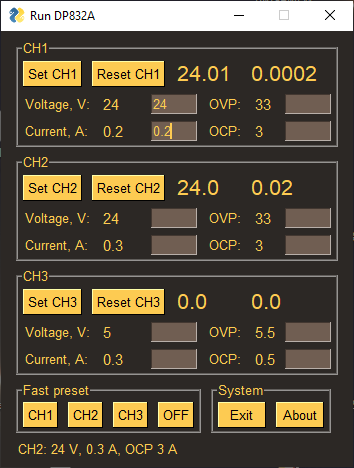 Run DP832A
CH1
Set CH1 Reset CH1 24.01 0.0002
Voltage, V: 24 24 OVP: 33
Current, A: 0.2 0.2 OCP: 3
CH2
Set CH2 Reset CH2 24.0 0.02
Voltage, V: 24 OVP: 33
Current, A: 0.3 OCP: 3
CH3
Set CH3 Reset CH3 0.0 0.0
Voltage, V: 5 OVP: 5.5
Current, A: 0.3 OCP: 0.5
Fast preset System
CH1 CH2 CH3 OFF Exit About
CH2: 24 V, 0.3 A, OCP 3 A